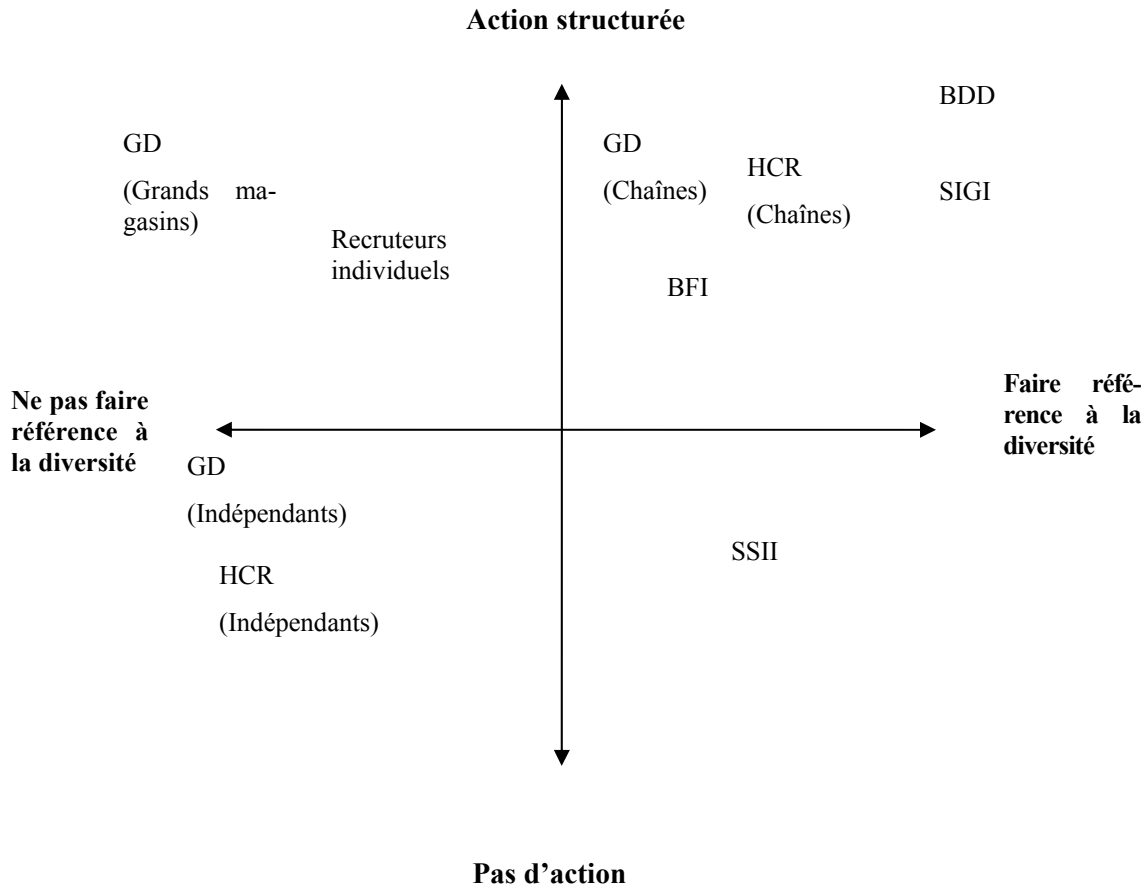 Action structurée
BDD
GD
(Grands ma-
gasins)
GD
(Chaînes)
HCR
(Chaînes)
SIGI
Recruteurs
individuels
BFI
Ne pas faire
référence à
la diversité
Faire réfé-
rence à la
diversité
GD
(Indépendants)
SSII
HCR
(Indépendants)
Pas d’action